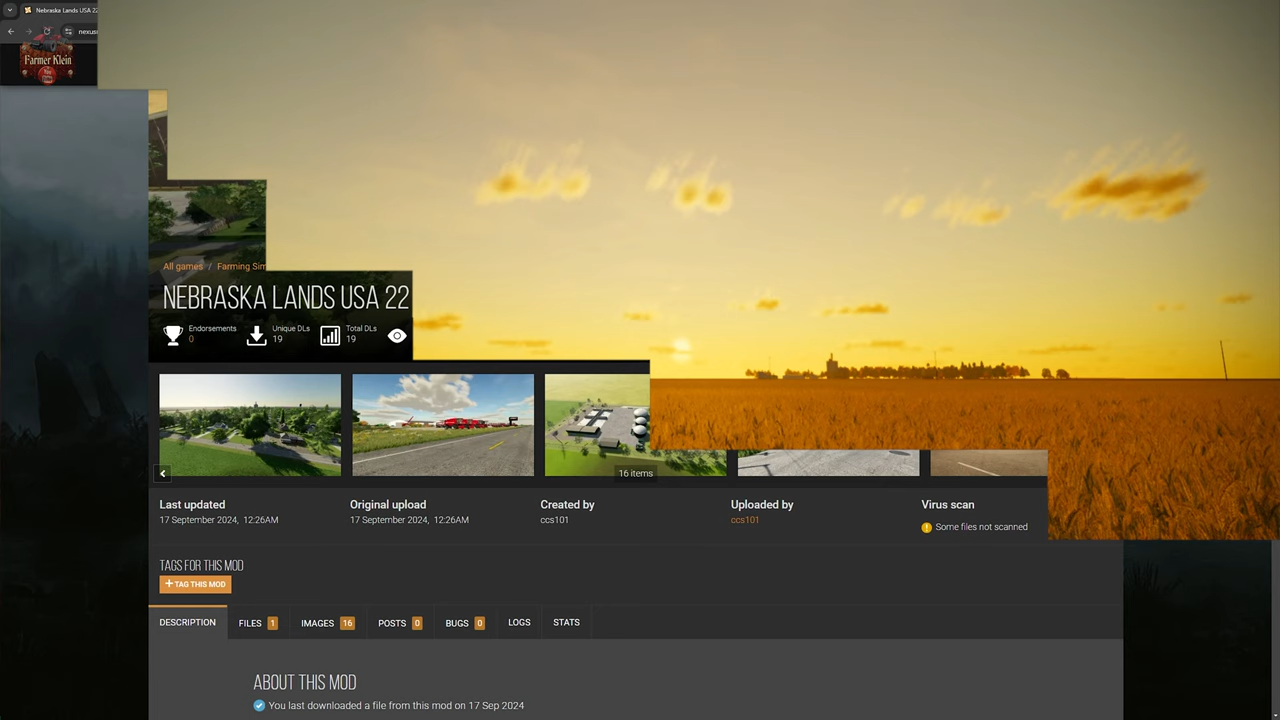 Nebraska Lands USA 22
nexus
Farmer Klein
All games / Farming Sim
NEBRASKA LANDS USA 22
Endorsements
0
Unique DLs
19
Total DLs
19
16 items
Last updated
17 September 2024, 12:26AM
Original upload
17 September 2024, 12:26AM
Created by
ccs101
Uploaded by
ccs101
Virus scan
Some files not scanned
TAGS FOR THIS MOD
+ TAG THIS MOD
DESCRIPTION FILES 1 IMAGES 16 POSTS 0 BUGS 0 LOGS STATS
ABOUT THIS MOD
You last downloaded a file from this mod on 17 Sep 2024